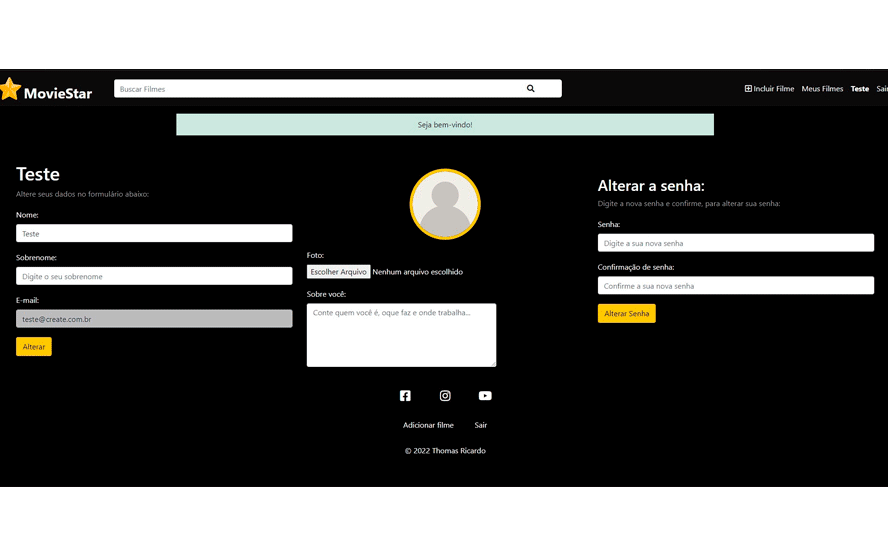 MovieStar
Buscar Filmes
Incluir Filme
Meus Filmes
Teste
Sair
Seja bem-vindo!
Teste
Altere seus dados no formulário abaixo:
Nome:
Teste
Sobrenome:
Digite o seu sobrenome
E-mail:
teste@create.com.br
Alterar
Foto:
Escolher Arquivo Nenhum arquivo escolhido
Sobre você:
Conte quem você é, oque faz e onde trabalha...
Alterar a senha:
Digite a nova senha e confirme, para alterar sua senha:
Senha:
Digite a sua nova senha
Confirmação de senha:
Confirme a sua nova senha
Alterar Senha
Adicionar filme
Sair
© 2022 Thomas Ricardo